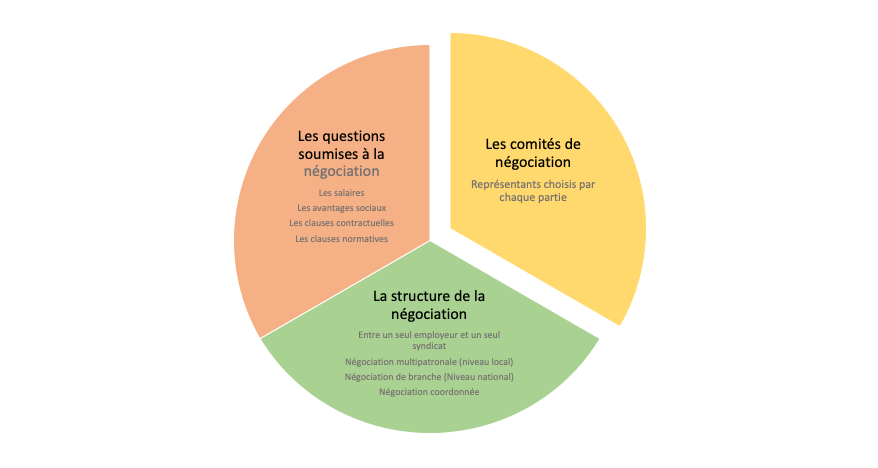 Les questions
soumises à la
négociation
Les salaires
Les avantages sociaux
Les clauses contractuelles
Les clauses normatives
Les comités de
négociation
Représentants choisis par
chaque partie
La structure de la
négociation
Entre un seul employeur et un seul
syndicat
Négociation multipatronale (niveau local)
Négociation de branche (Niveau national)
Négociation coordonnée